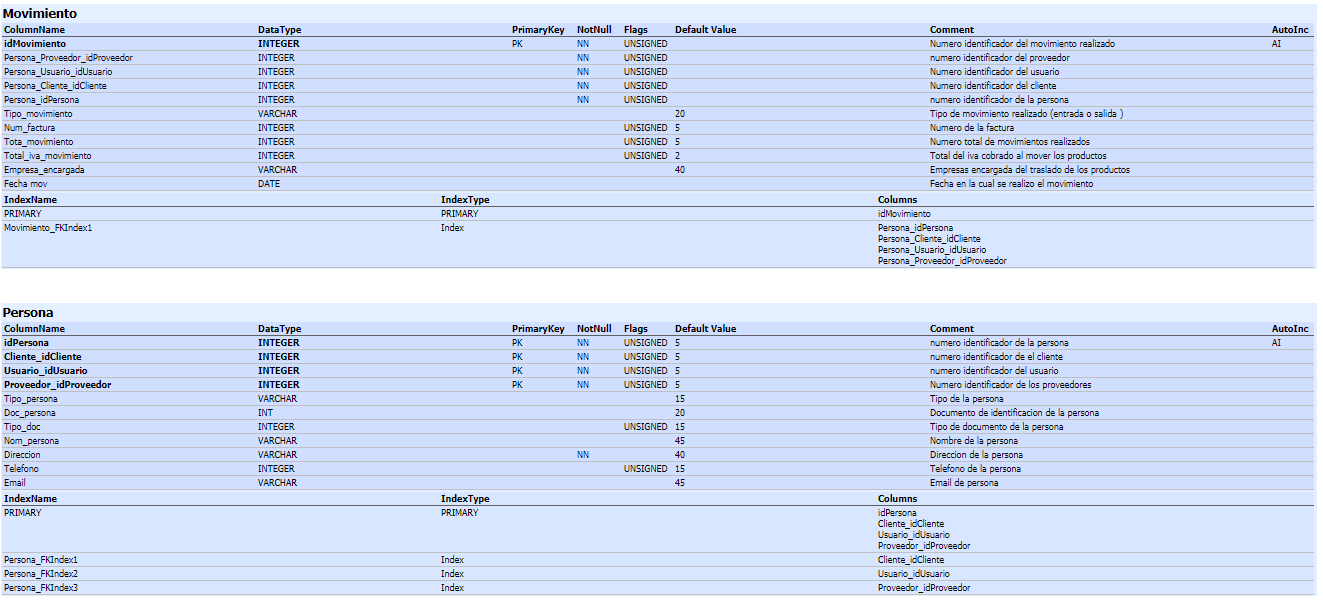 Movimiento
ColumnName DataType PrimaryKey NotNull Flags Default Value Comment AutoInc
idMovimiento INTEGER PK NN UNSIGNED Numero identificador del movimiento realizado AI
Persona_Proveedor_idProveedor INTEGER NN UNSIGNED numero identificador del proveedor
Persona_Usuario_idUsuario INTEGER NN UNSIGNED Numero identificador del usuario
Persona_Cliente_idCliente INTEGER NN UNSIGNED Numero identificador del cliente
Persona_idPersona INTEGER NN UNSIGNED numero identificador de la persona
Tipo_movimiento VARCHAR 20 Tipo de movimiento realizado (entrada o salida )
Num_factura INTEGER UNSIGNED 5 Numero de la factura
Tota_movimiento INTEGER UNSIGNED 5 Numero total de movimientos realizados
Total_iva_movimiento INTEGER UNSIGNED 2 Total del iva cobrado al mover los productos
Empresa_encargada VARCHAR 40 Empresas encargada del traslado de los productos
Fecha mov DATE Fecha en la cual se realizo el movimiento
IndexName IndexType Columns
PRIMARY PRIMARY idMovimiento
Movimiento_FKIndex1 Index Persona_idPersona
Persona_Cliente_idCliente
Persona_Usuario_idUsuario
Persona_Proveedor_idProveedor
Persona
ColumnName DataType PrimaryKey NotNull Flags Default Value Comment AutoInc
idPersona INTEGER PK NN UNSIGNED 5 numero identificador de la persona AI
Cliente_idCliente INTEGER PK NN UNSIGNED 5 numero identificador de el cliente
Usuario_idUsuario INTEGER PK NN UNSIGNED 5 numero identificador del usuario
Proveedor_idProveedor INTEGER PK NN UNSIGNED 5 Numero identificador de los proveedores
Tipo_persona VARCHAR 15 Tipo de la persona
Doc_persona INT 20 Documento de identificacion de la persona
Tipo_doc INTEGER UNSIGNED 15 Tipo de documento de la persona
Nom_persona VARCHAR 45 Nombre de la persona
Direccion VARCHAR NN 40 Direccion de la persona
Telefono INTEGER UNSIGNED 15 Telefono de la persona
Email VARCHAR 45 Email de persona
IndexName IndexType Columns
PRIMARY PRIMARY idPersona
Cliente_idCliente
Usuario_idUsuario
Proveedor_idProveedor
Persona_FKIndex1 Index Cliente_idCliente
Persona_FKIndex2 Index Usuario_idUsuario
Persona_FKIndex3 Index Proveedor_idProveedor